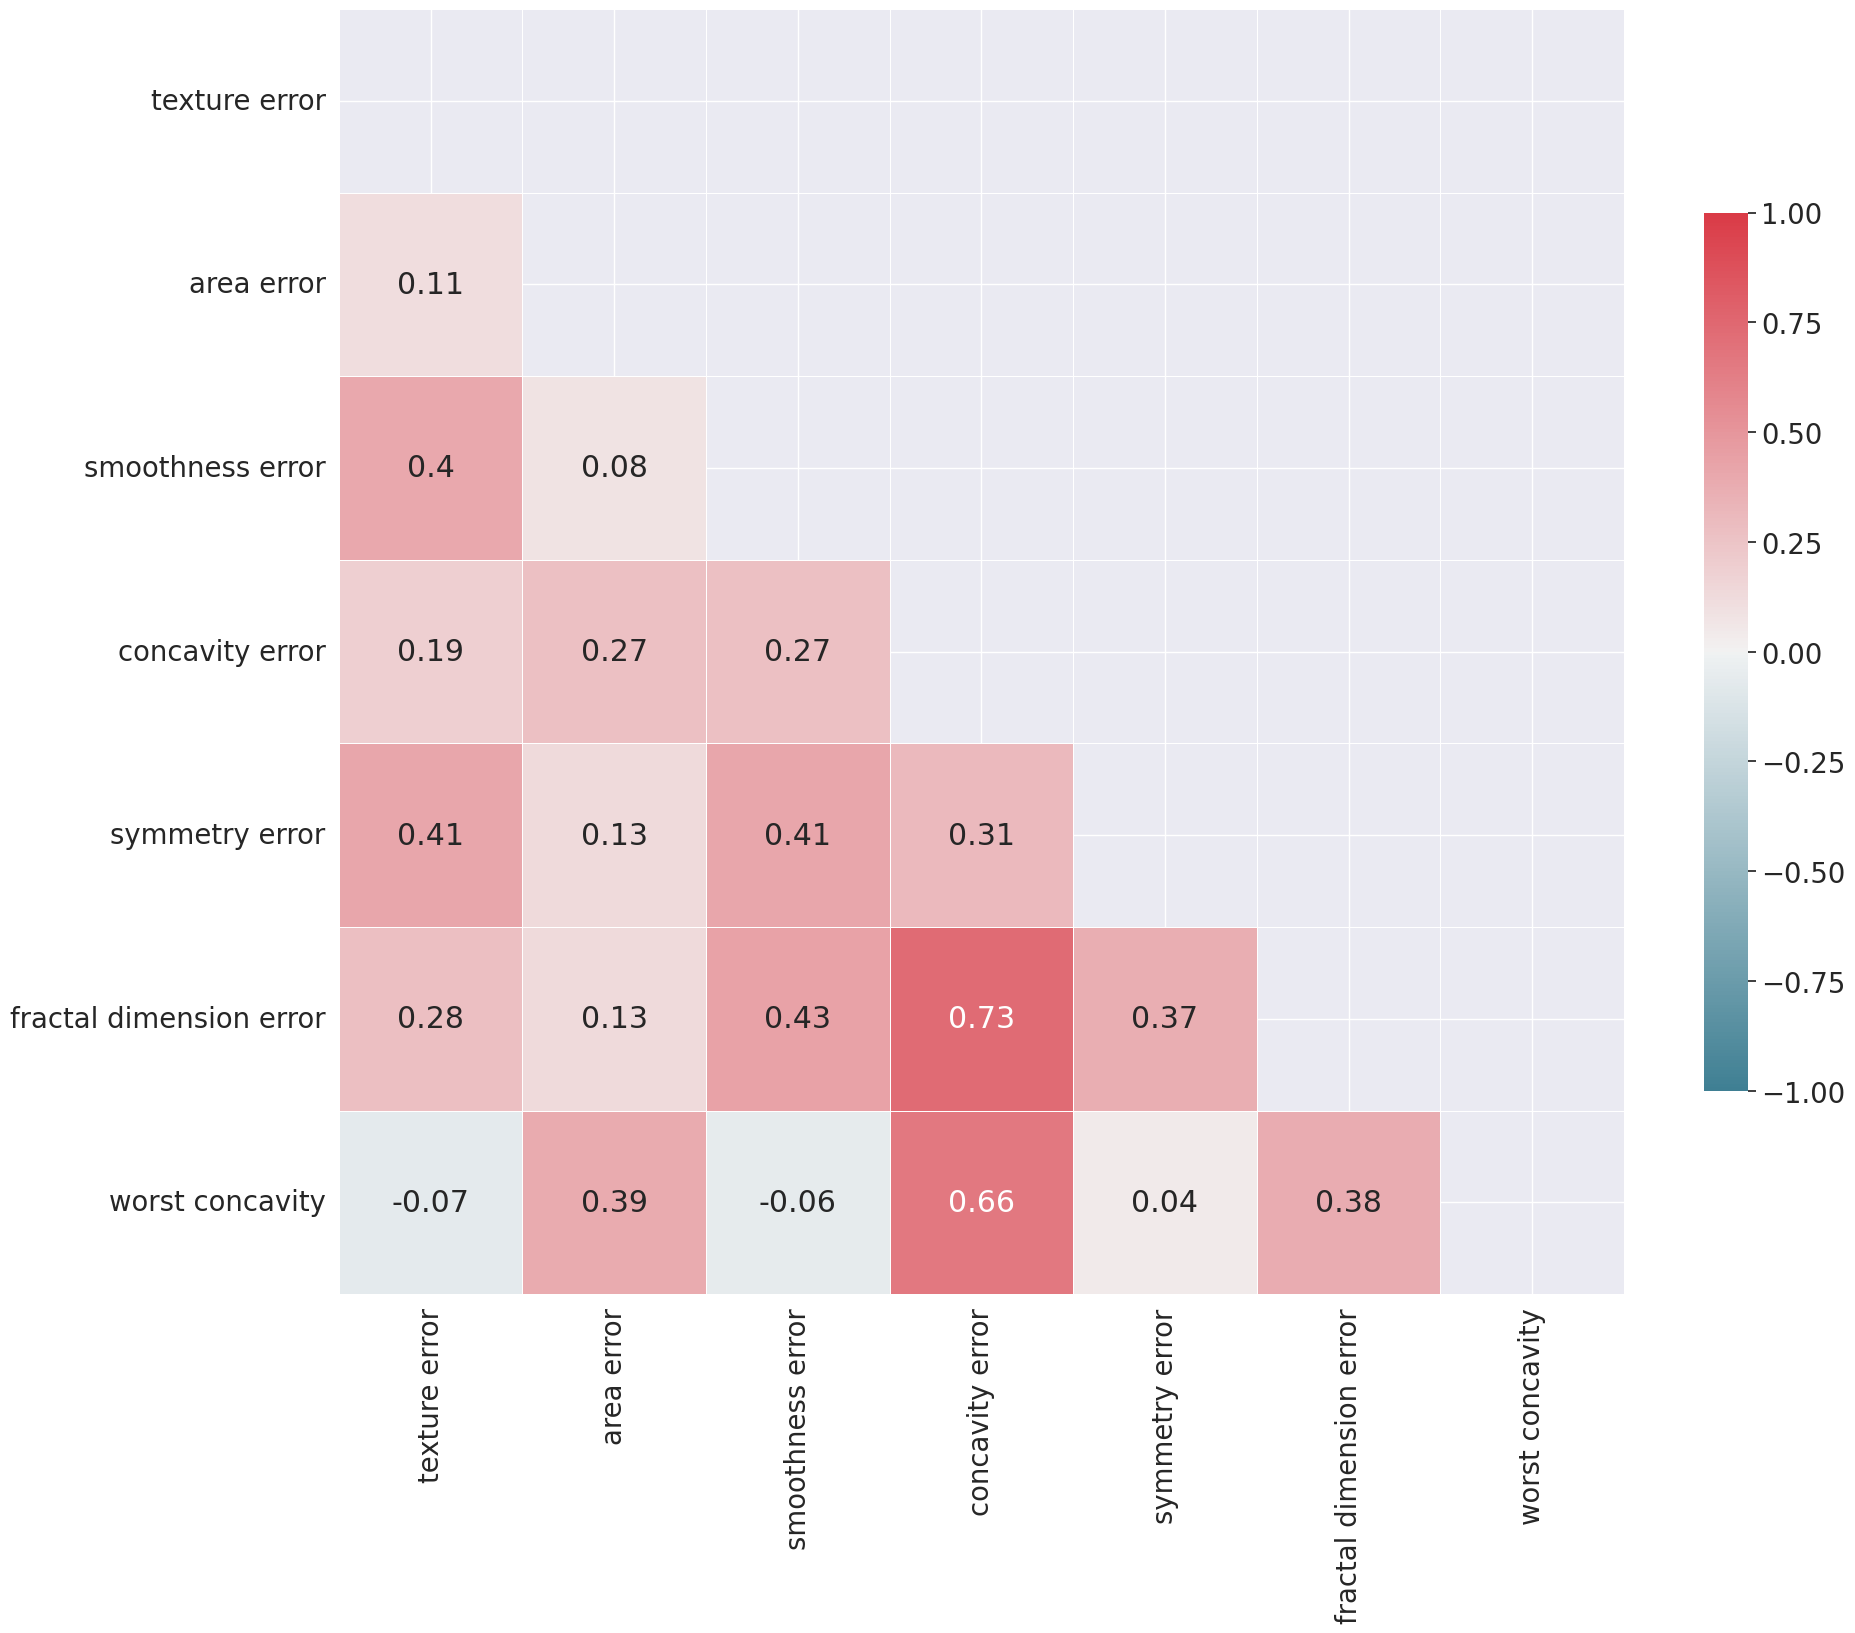 texture error
area error
0.11
smoothness error
0.4 0.08
concavity error
0.19 0.27 0.27
symmetry error
0.41 0.13 0.41 0.31
fractal dimension error
0.28 0.13 0.43 0.73 0.37
worst concavity
-0.07 0.39 -0.06 0.66 0.04 0.38
texture error
area error
smoothness error
concavity error
symmetry error
fractal dimension error
worst concavity
1.00
0.75
0.50
0.25
0.00
−0.25
−0.50
−0.75
−1.00